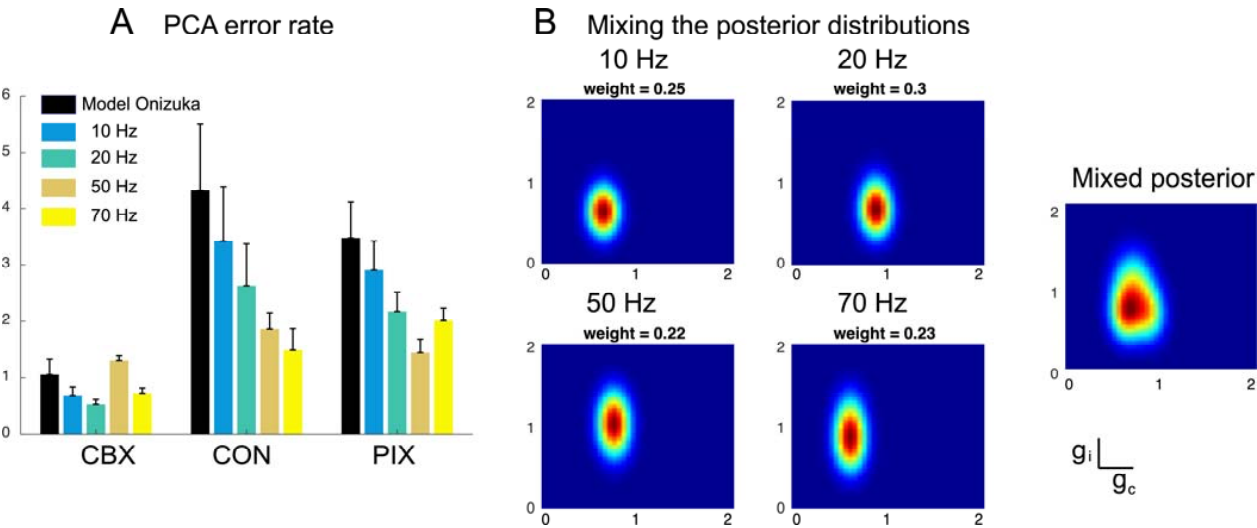 A PCA error rate
6
5
4
3
2
1
0
Model Onizuka
10 Hz
20 Hz
50 Hz
70 Hz
CBX CON PIX
B Mixing the posterior distributions
10 Hz
weight = 0.25
2
1
0
0 1 2
20 Hz
weight = 0.3
2
1
0
0 1 2
50 Hz
weight = 0.22
2
1
0
0 1 2
70 Hz
weight = 0.23
2
1
0
0 1 2
Mixed posterior
2
1
0
0 1 2
gi
gc